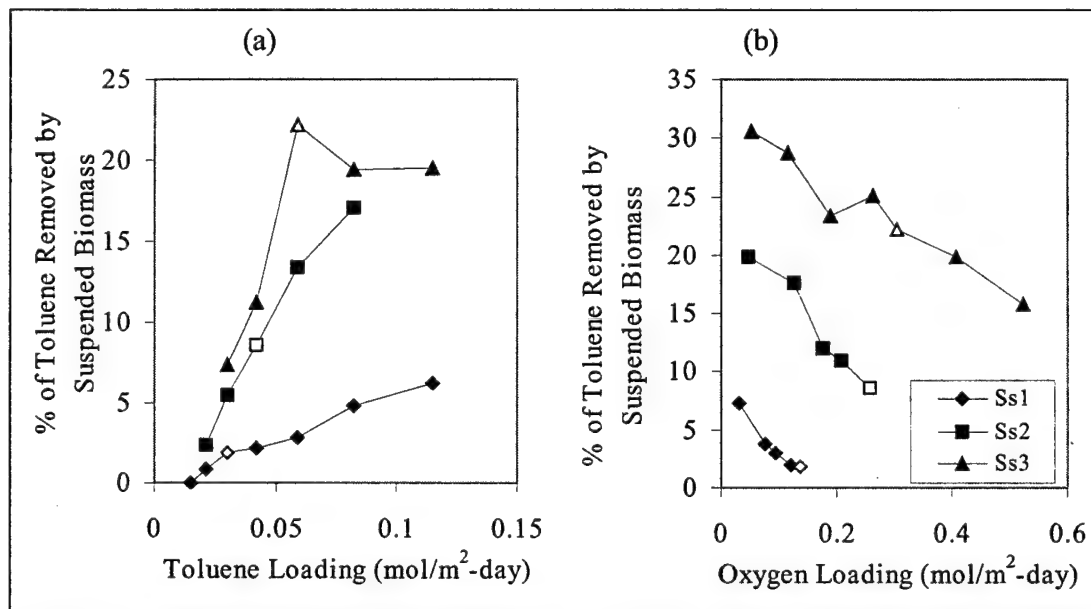 (a)
% of Toluene Removed by
Suspended Biomass
25
20
15
10
5
0
0
0.05
0.1
0.15
Toluene Loading (mol/m²-day)
(b)
% of Toluene Removed by
Suspended Biomass
35
30
25
20
15
10
5
0
0
0.2
0.4
0.6
Oxygen Loading (mol/m²-day)
Ss1
Ss2
Ss3